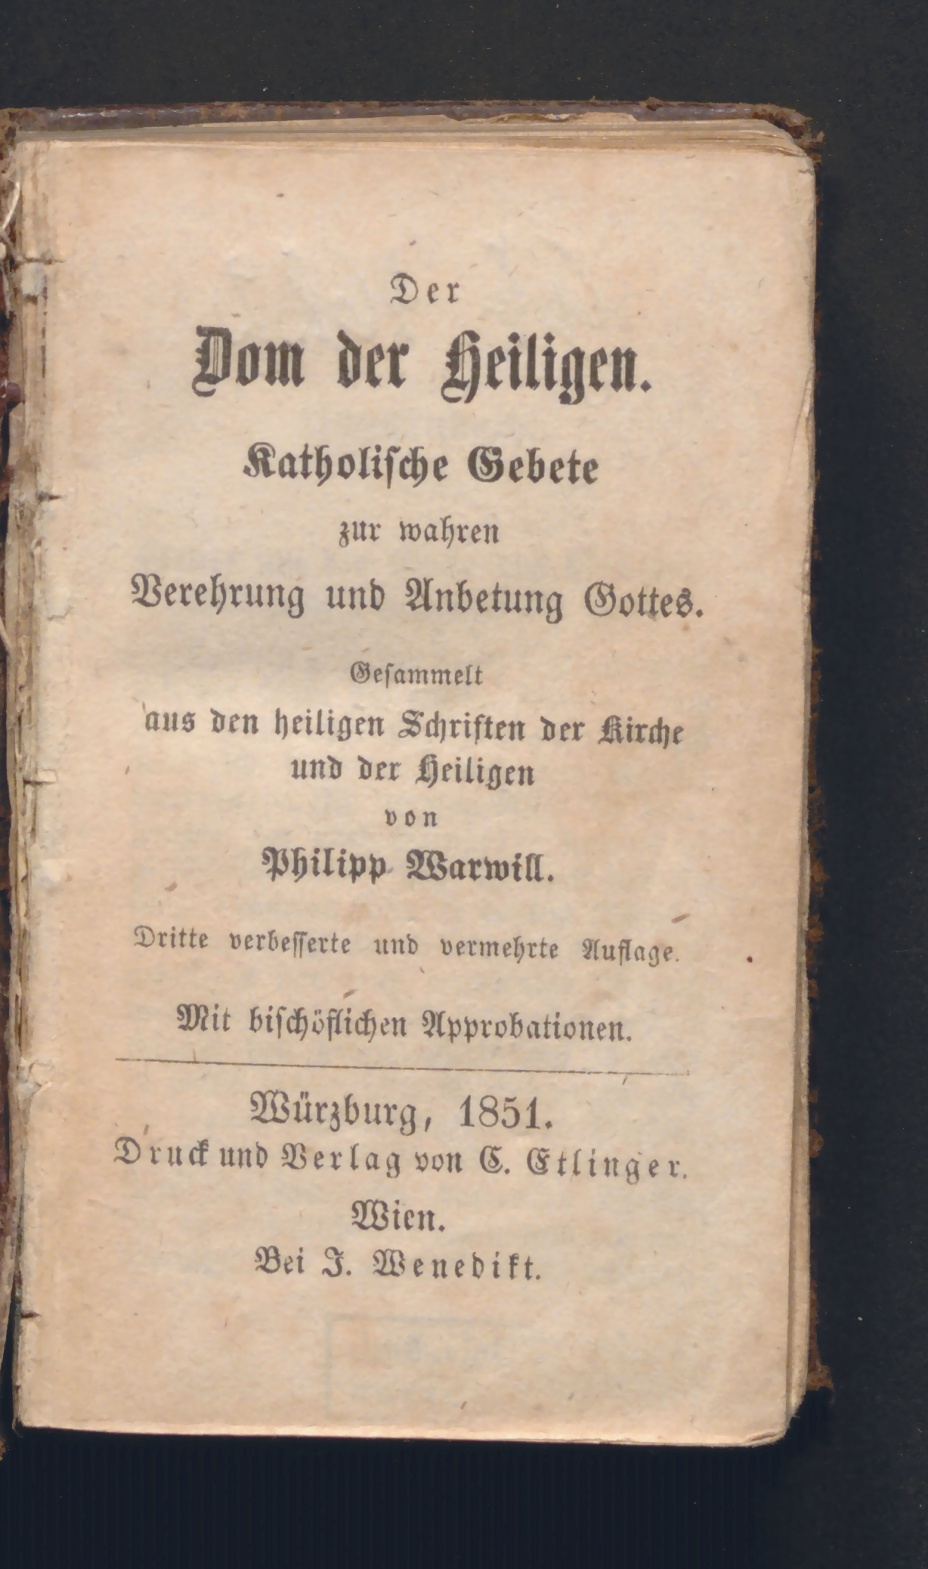 Der
Dom der Heiligen.
Katholische Gebete
zur wahren
Verehrung und Anbetung Gottes.
Gesammelt
aus den heiligen Schriften der Kirche
und der Heiligen
von
Philipp Warwill.
Dritte verbesserte und vermehrte Auflage.
Mit bischöflichen Approbationen.
Würzburg, 1851.
Druck und Verlag von C. Etlinger.
Wien.
Bei J. Wenedikt.